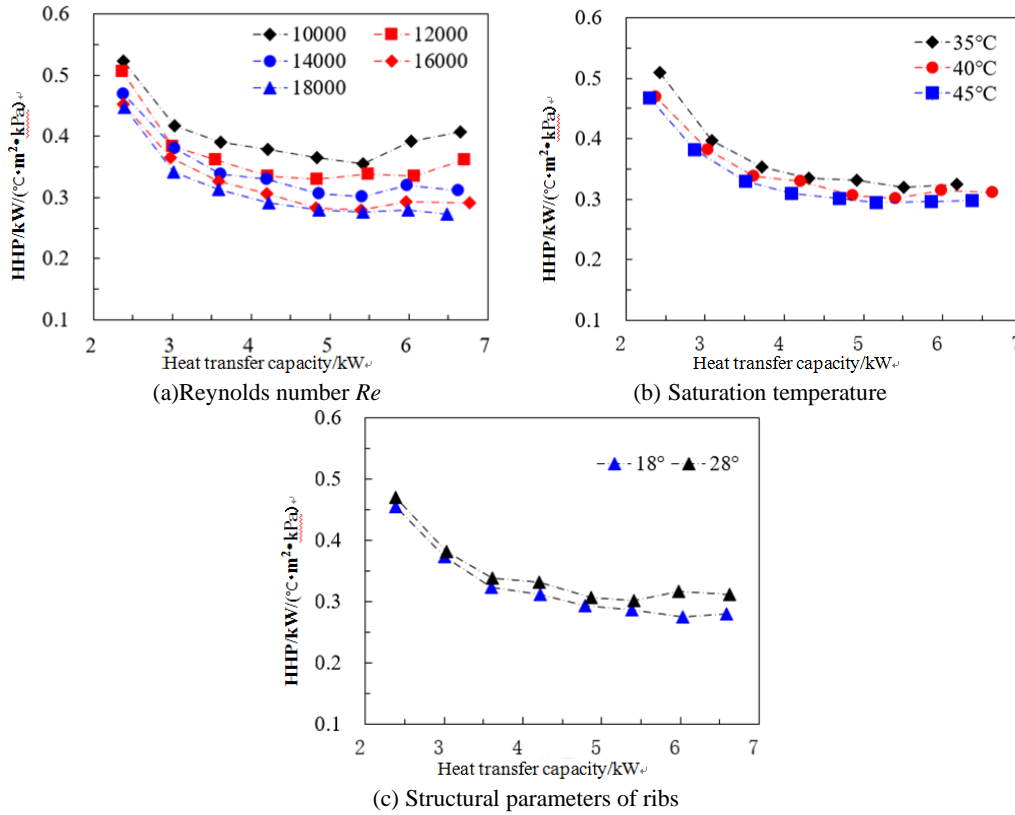 0.6
0.5
0.4
0.3
0.2
0.1
HHP/kW/(℃•m²•kPa)↵
10000 12000
14000 16000
18000
2 3 4 5 6 7
Heat transfer capacity/kW↵
(a)Reynolds number Re
0.6
0.5
0.4
0.3
0.2
0.1
HHP/kW/(℃•m²•kPa)↵
35℃
40℃
45℃
2 3 4 5 6 7
Heat transfer capacity/kW↵
(b) Saturation temperature
0.6
0.5
0.4
0.3
0.2
0.1
HHP/kW/(℃•m²•kPa)↵
18° 28°
2 3 4 5 6 7
Heat transfer capacity/kW↵
(c) Structural parameters of ribs